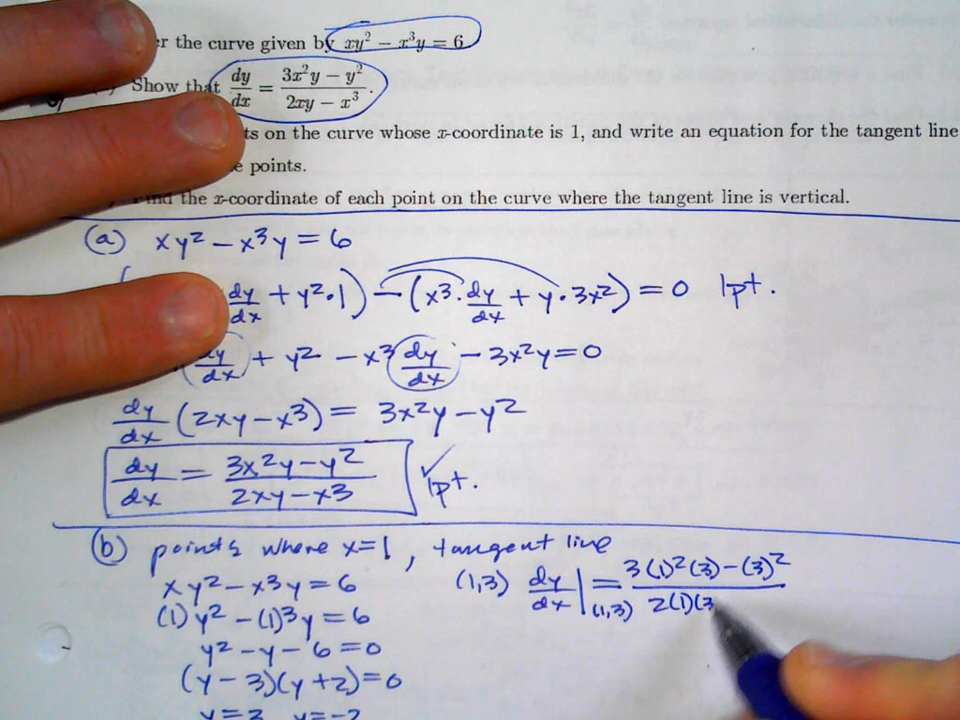 r the curve given by xy² − x³y = 6
Show that dy/dx = (3x²y − y²)/(2xy − x³).
ts on the curve whose x-coordinate is 1, and write an equation for the tangent line
e points.
the x-coordinate of each point on the curve where the tangent line is vertical.
(a) xy² − x³y = 6
dy/dx + y²·1) − (x³·dy/dx + y·3x²) = 0 1pt.
dy/dx + y² − x³ dy/dx − 3x²y = 0
dy/dx (2xy − x³) = 3x²y − y²
dy/dx = (3x²y − y²)/(2xy − x³) ✓ 1pt.
(b) points where x=1, tangent line
xy² − x³y = 6
(1,3) dy/dx |(1,3) = (3(1)²(3) − (3)²)/(2(1)(3
(1)y² − (1)³y = 6
y² − y − 6 = 0
(y − 3)(y + 2) = 0
y=3 y=-2